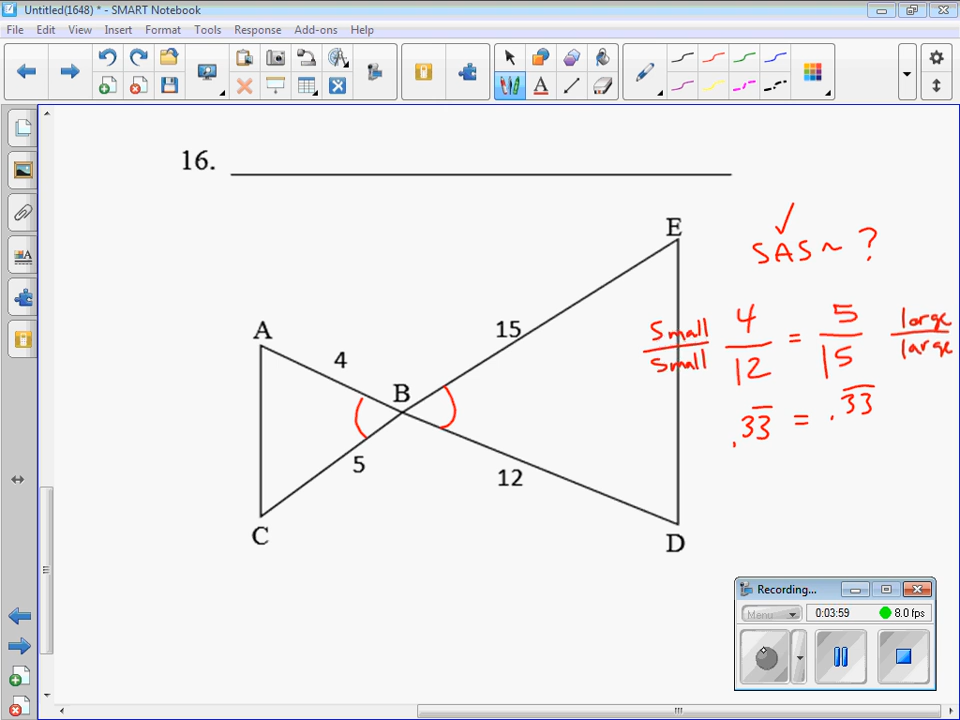 Untitled(1648) * - SMART Notebook
File Edit View Insert Format Tools Response Add-ons Help
16.
E
✓
SAS ~ ?
A
15
4
B
small 4 = 5 large
small 12 15 large
.33 = .33
5
12
C
D
Recording...
Menu 0:03:59 8.0 fps